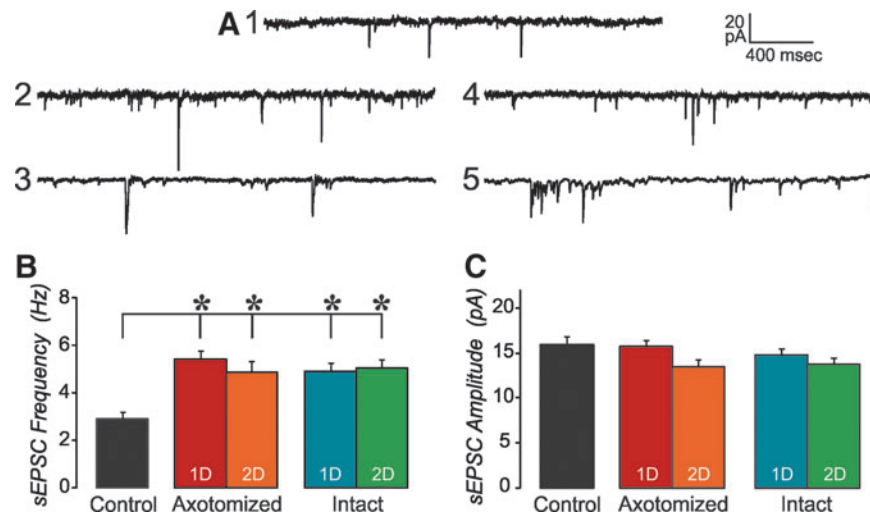 A 1
20
pA
400 msec
2
4
3
5
B
sEPSC Frequency (Hz)
8
6
4
2
0
* * * *
1D 2D 1D 2D
Control Axotomized Intact
C
sEPSC Amplitude (pA)
20
15
10
5
0
1D 2D 1D 2D
Control Axotomized Intact